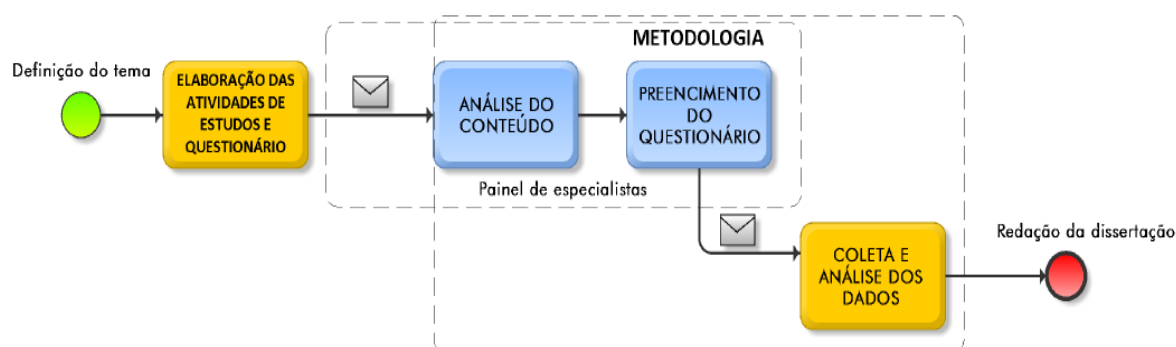 METODOLOGIA
Definição do tema
ELABORAÇÃO DAS
ATIVIDADES DE
ESTUDOS E
QUESTIONÁRIO
ANÁLISE DO
CONTEÚDO
PREENCIMENTO
DO
QUESTIONÁRIO
Painel de especialistas
COLETA E
ANÁLISE DOS
DADOS
Redação da dissertação